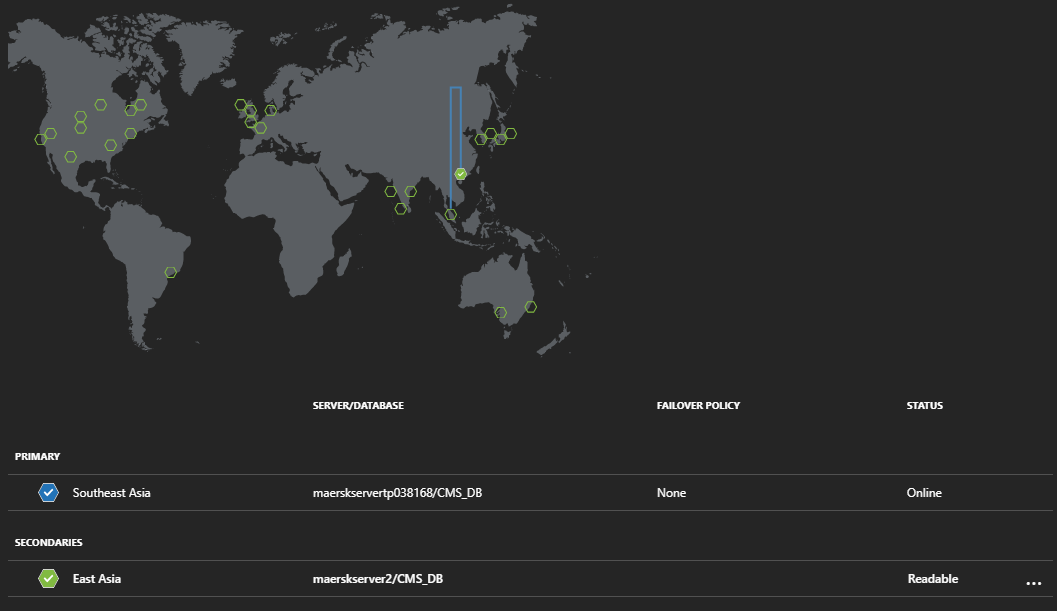 SERVER/DATABASE FAILOVER POLICY STATUS
PRIMARY
Southeast Asia maerskservertp038168/CMS_DB None Online
SECONDARIES
East Asia maerskserver2/CMS_DB Readable ...